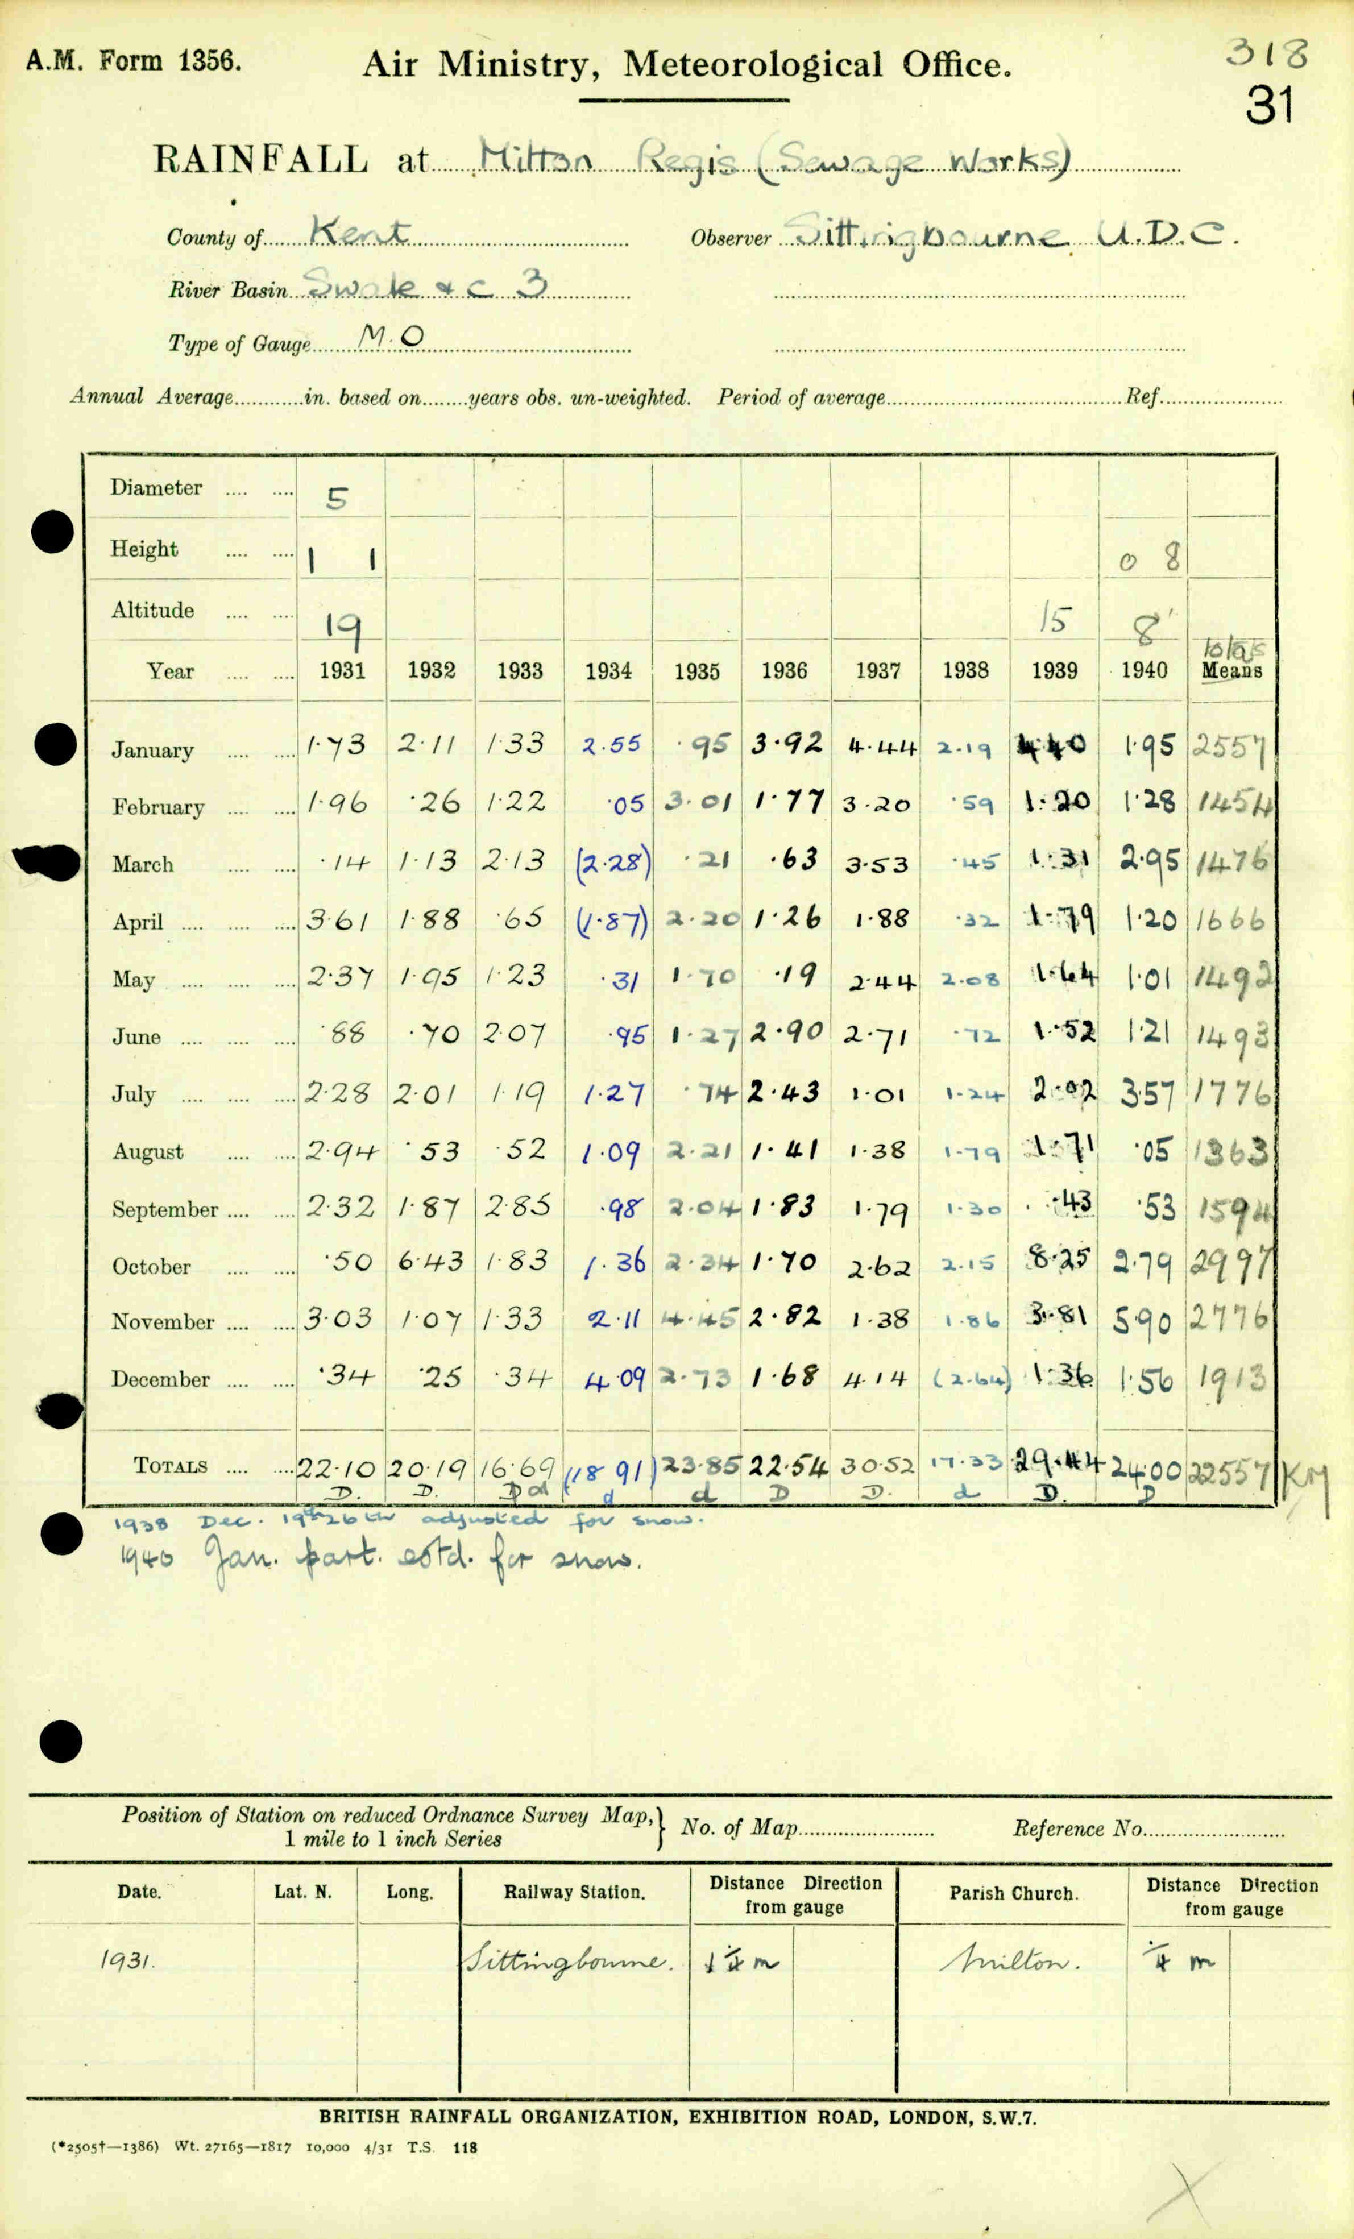 A.M. Form 1356. Air Ministry, Meteorological Office. 318
31
RAINFALL at Milton Regis (Sewage Works)
County of Kent Observer Sittingbourne U.D.C.
River Basin Swale & c 3
Type of Gauge M.O
Annual Average in. based on years obs. un-weighted. Period of average Ref.
Diameter 5
Height 1 1 0 8
Altitude 19 15 8'
totals
Year 1931 1932 1933 1934 1935 1936 1937 1938 1939 1940 Means
January 1.73 2.11 1.33 2.55 .95 3.92 4.44 2.19 4.40 1.95 2557
February 1.96 .26 1.22 .05 3.01 1.77 3.20 .59 1.20 1.28 1454
March .14 1.13 2.13 (2.28) .21 .63 3.53 .45 1.31 2.95 1476
April 3.61 1.88 .65 (1.87) 2.20 1.26 1.88 .32 1.79 1.20 1666
May 2.37 1.95 1.23 .31 1.70 .19 2.44 2.08 1.64 1.01 1492
June .88 .70 2.07 .95 1.27 2.90 2.71 .72 1.52 1.21 1493
July 2.28 2.01 1.19 1.27 .74 2.43 1.01 1.24 2.02 3.57 1776
August 2.94 .53 .52 1.09 2.21 1.41 1.38 1.79 1.71 .05 1363
September 2.32 1.87 2.85 .98 2.04 1.83 1.79 1.30 .43 .53 1594
October .50 6.43 1.83 1.36 2.34 1.70 2.62 2.15 8.25 2.79 2997
November 3.03 1.07 1.33 2.11 4.45 2.82 1.38 1.86 3.81 5.90 2776
December .34 .25 .34 4.09 2.73 1.68 4.14 (2.64) 1.36 1.56 1913
TOTALS 22.10 20.19 16.69 (18.91) 23.85 22.54 30.52 17.33 29.44 24.00 22557 KM
D. D. D d d d D D. d D. D
1938 Dec. 19th 26th adjusted for snow.
1940 Jan. part. estd. for snow.
Position of Station on reduced Ordnance Survey Map, } No. of Map Reference No.
1 mile to 1 inch Series
Date. Lat. N. Long. Railway Station. Distance Direction from gauge Parish Church. Distance Direction from gauge
1931. Sittingbourne. 1 1/4 m Milton. 1/4 m
BRITISH RAINFALL ORGANIZATION, EXHIBITION ROAD, LONDON, S.W.7.
(*2505†—1386) Wt. 27165—1817 10,000 4/31 T.S. 118